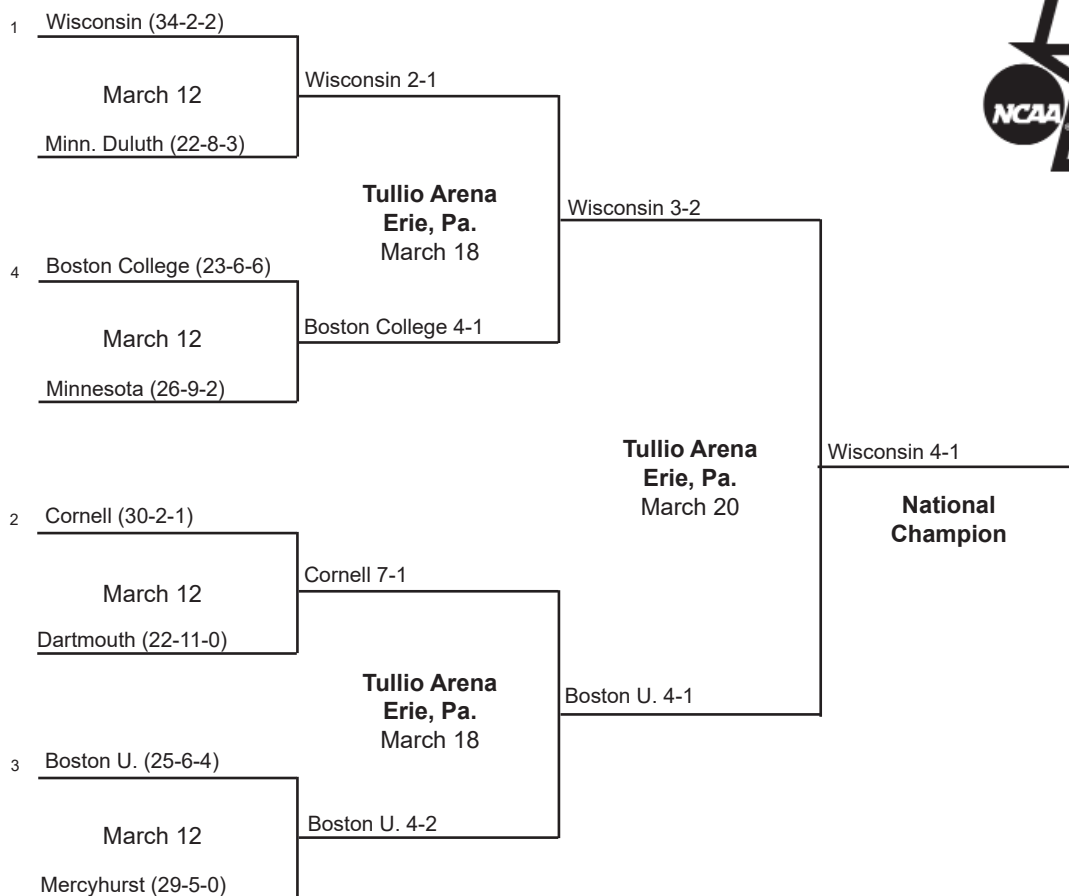 1 Wisconsin (34-2-2)
March 12
Minn. Duluth (22-8-3)
Wisconsin 2-1
Tullio Arena
Erie, Pa.
March 18
Wisconsin 3-2
4 Boston College (23-6-6)
March 12
Minnesota (26-9-2)
Boston College 4-1
Tullio Arena
Erie, Pa.
March 20
Wisconsin 4-1
National
Champion
2 Cornell (30-2-1)
March 12
Dartmouth (22-11-0)
Cornell 7-1
Tullio Arena
Erie, Pa.
March 18
Boston U. 4-1
3 Boston U. (25-6-4)
March 12
Mercyhurst (29-5-0)
Boston U. 4-2
NCAA